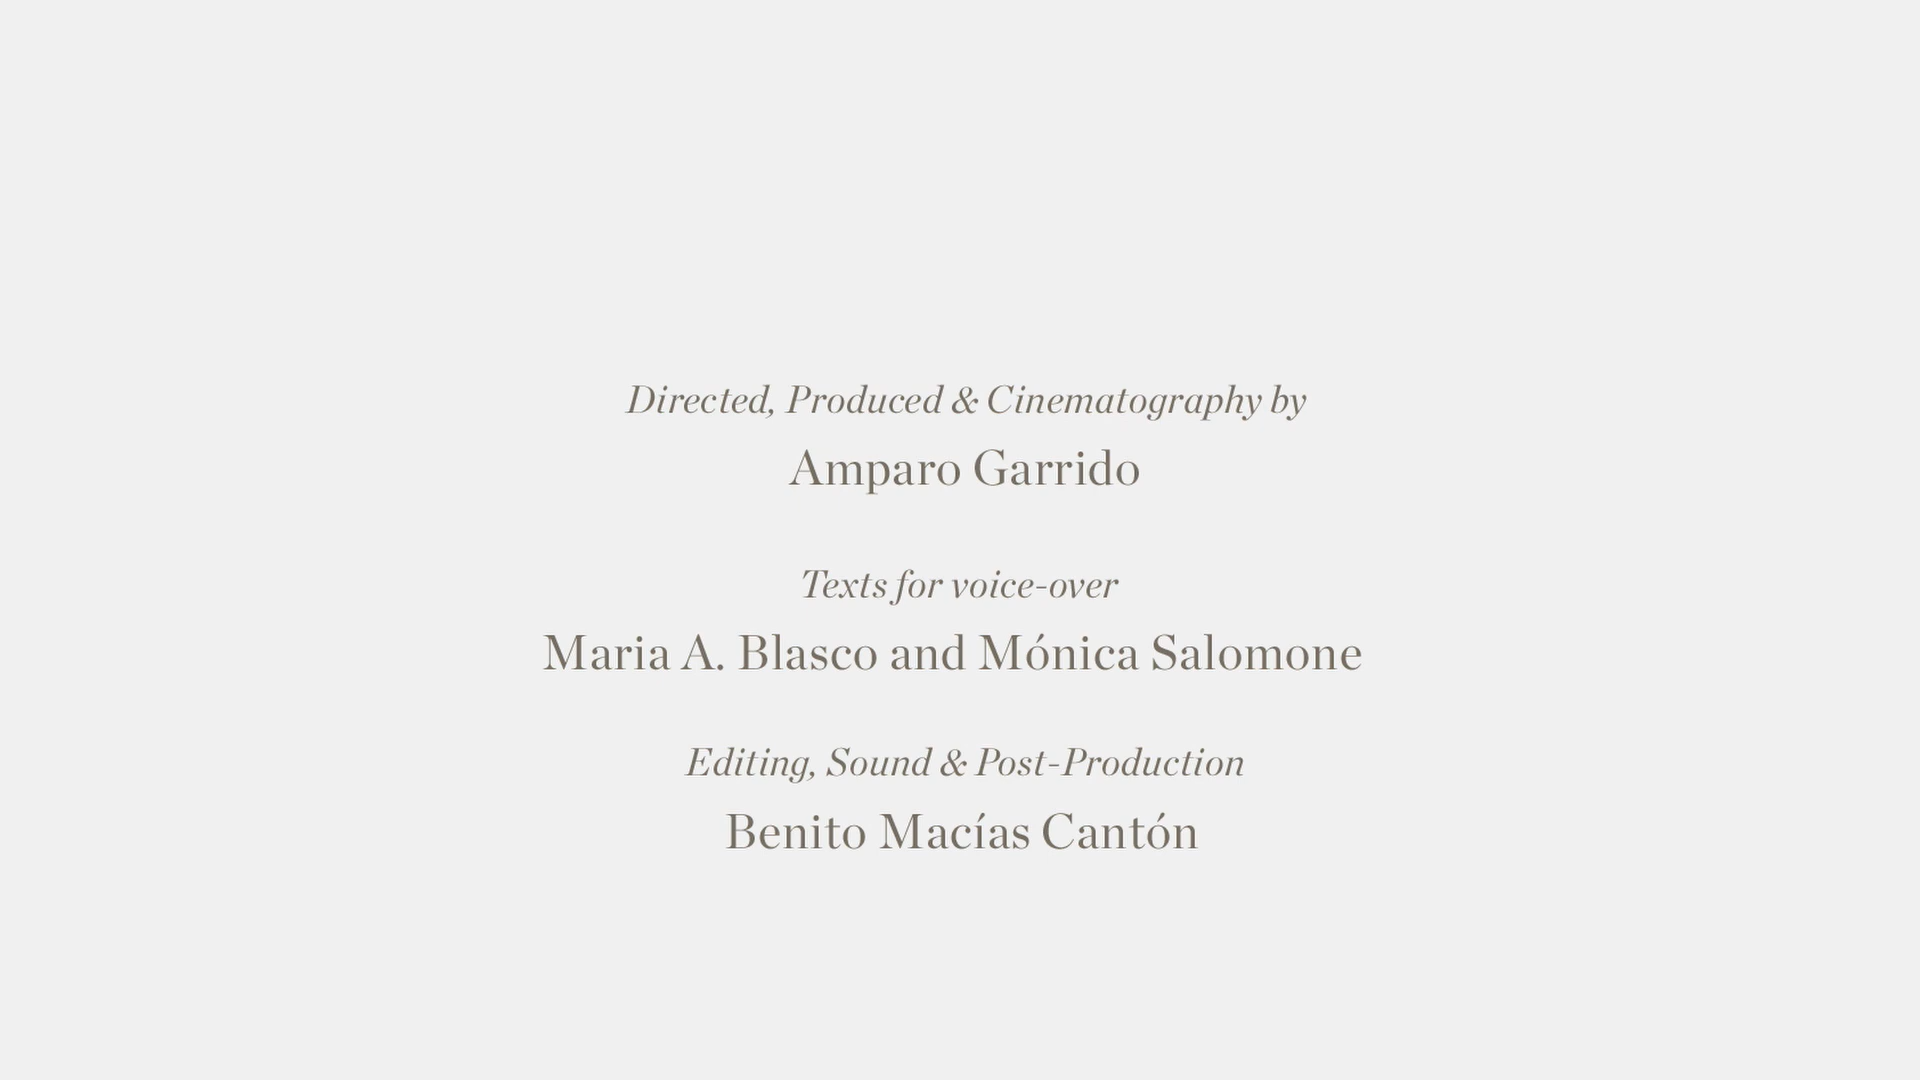 Directed, Produced & Cinematography by
Amparo Garrido
Texts for voice-over
Maria A. Blasco and Mónica Salomone
Editing, Sound & Post-Production
Benito Macías Cantón